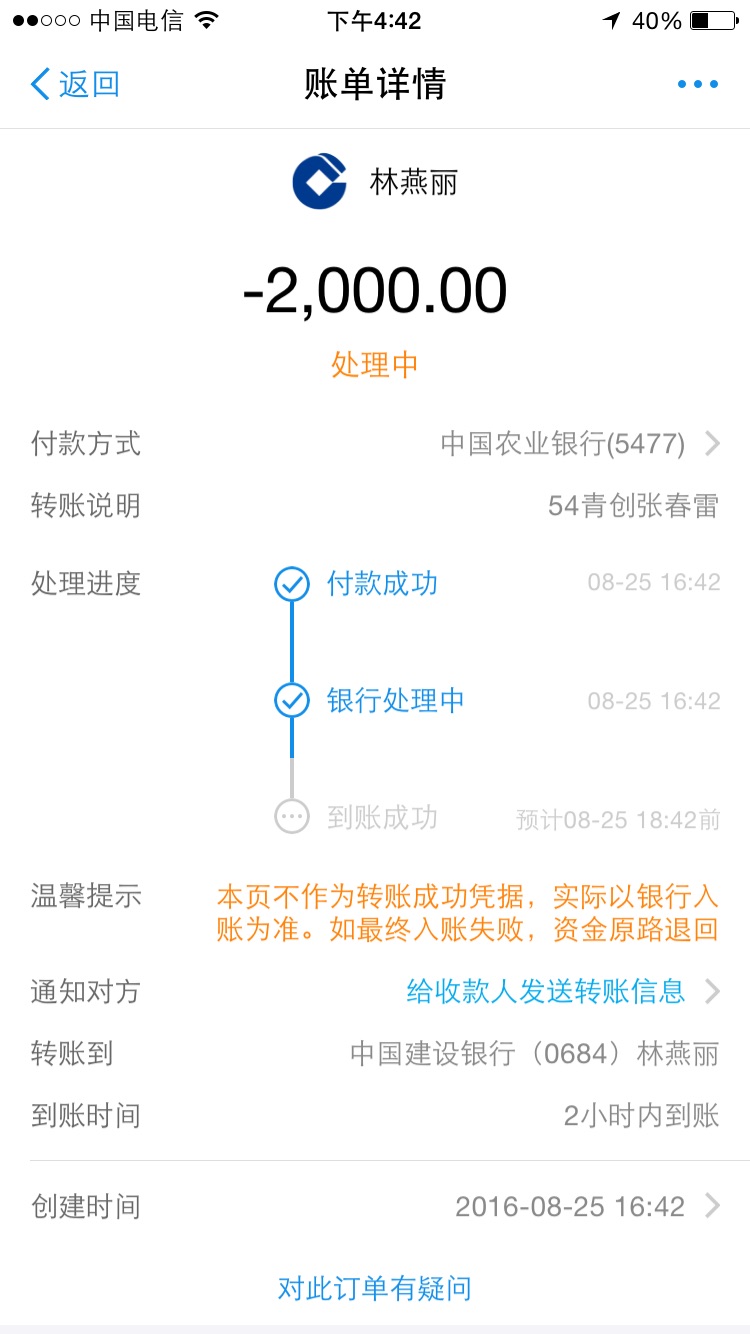 中国电信 下午4:42 40%
返回 账单详情
林燕丽
-2,000.00
处理中
付款方式 中国农业银行(5477)
转账说明 54青创张春雷
处理进度 付款成功 08-25 16:42
银行处理中 08-25 16:42
到账成功 预计08-25 18:42前
温馨提示 本页不作为转账成功凭据，实际以银行入
账为准。如最终入账失败，资金原路退回
通知对方 给收款人发送转账信息
转账到 中国建设银行（0684）林燕丽
到账时间 2小时内到账
创建时间 2016-08-25 16:42
对此订单有疑问